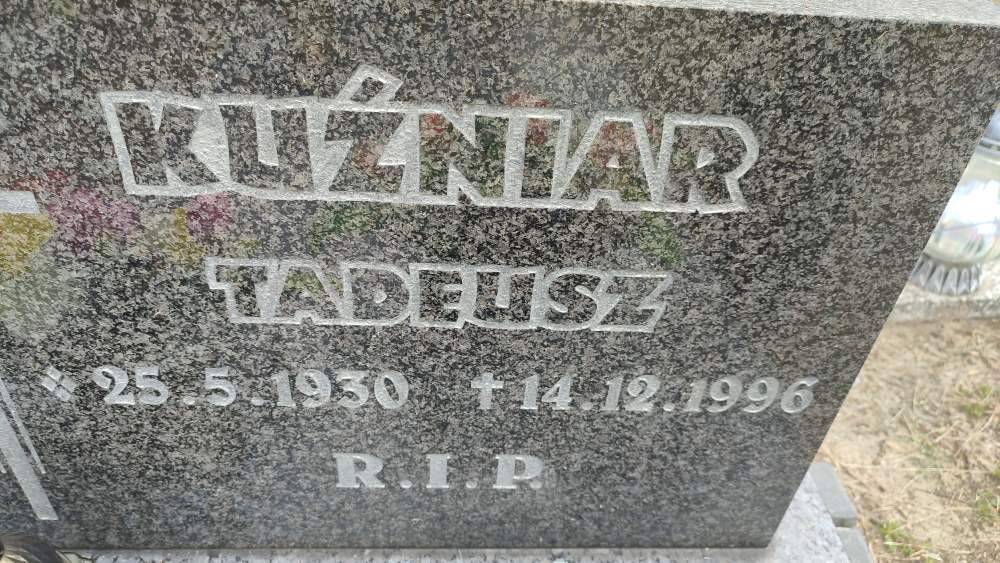 KUŹNIAR
TADEUSZ
25.5.1930 ✝ 14.12.1996
R.I.P.